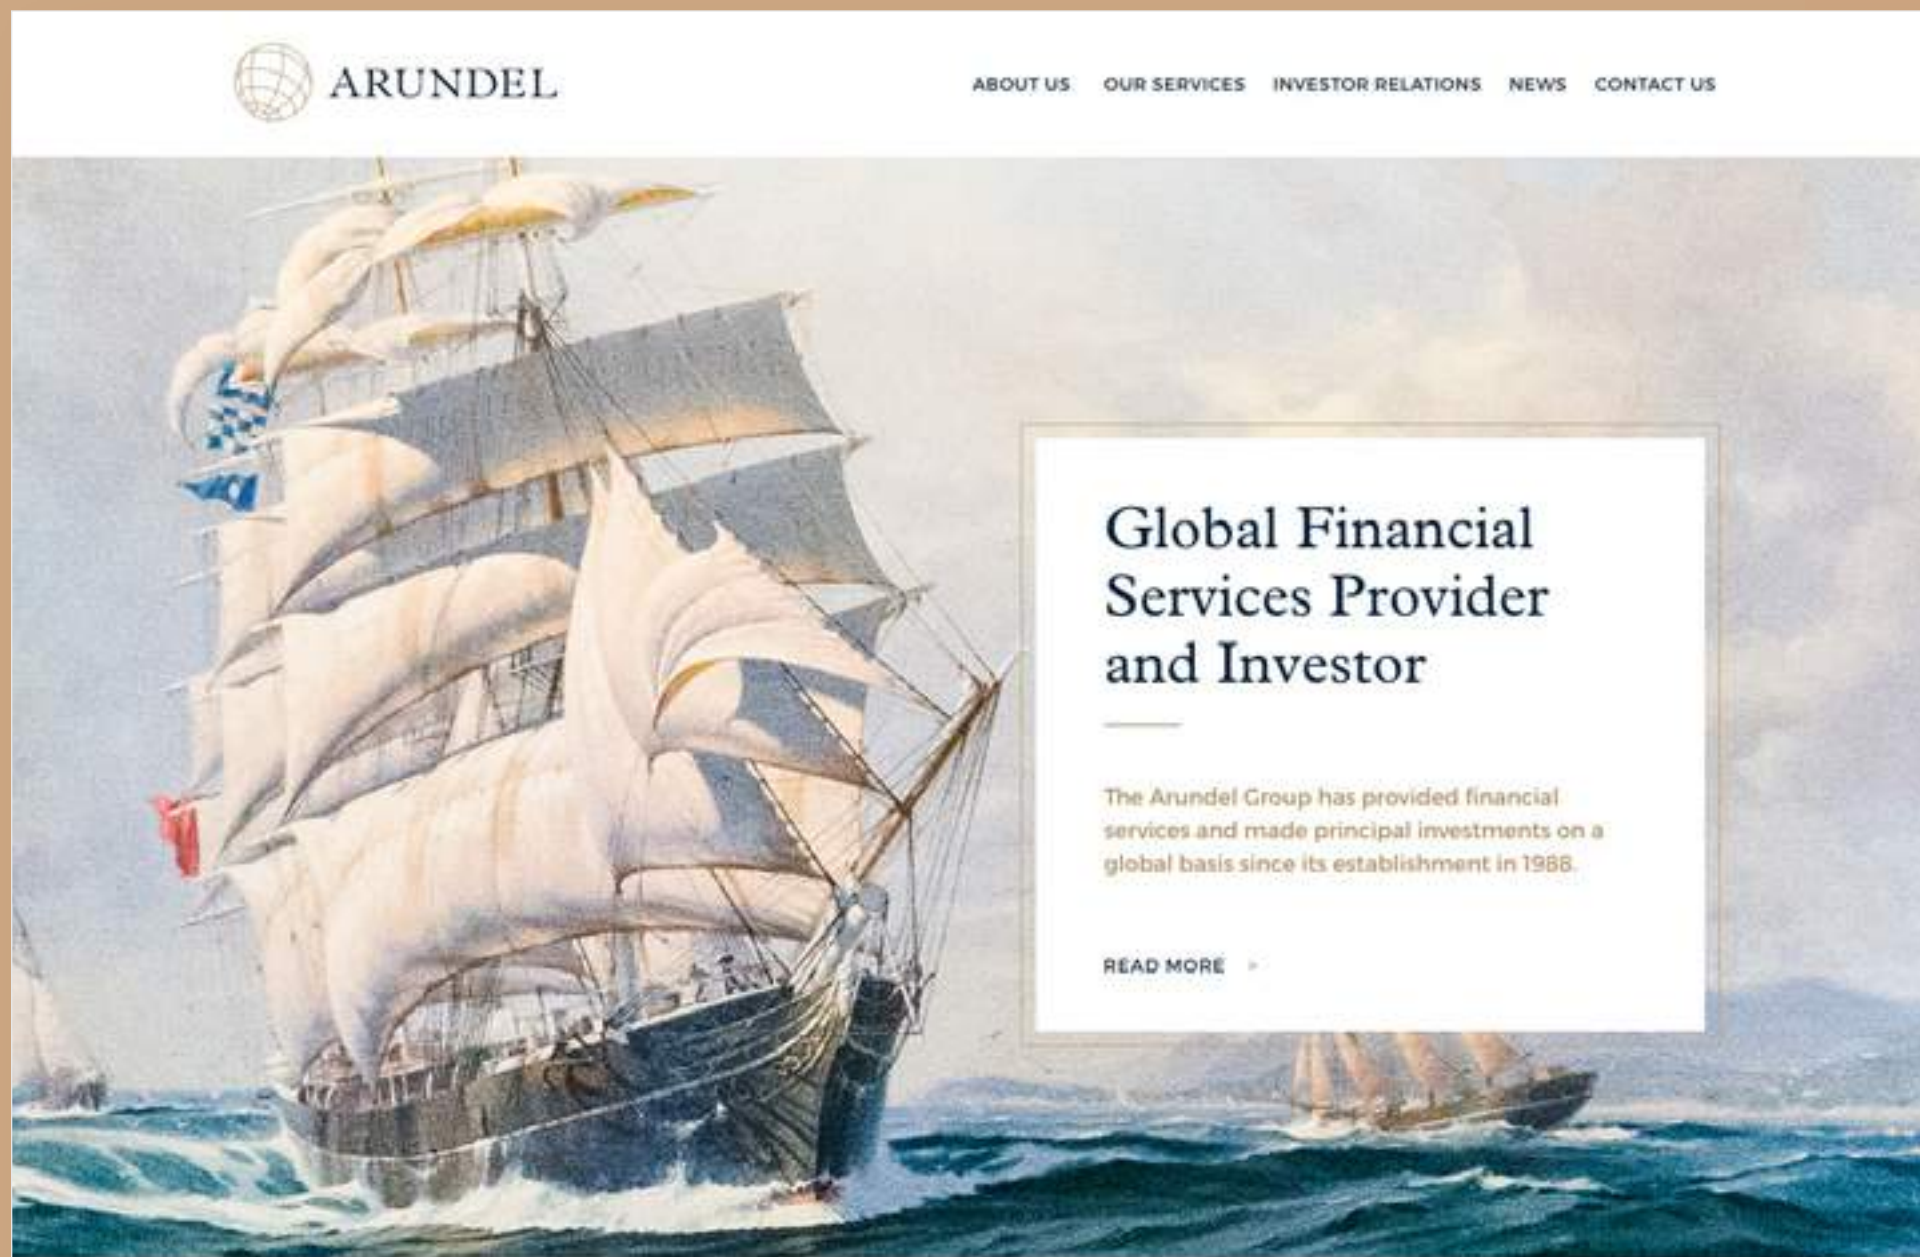 ARUNDEL
ABOUT US OUR SERVICES INVESTOR RELATIONS NEWS CONTACT US
Global Financial
Services Provider
and Investor
The Arundel Group has provided financial
services and made principal investments on a
global basis since its establishment in 1988.
READ MORE >